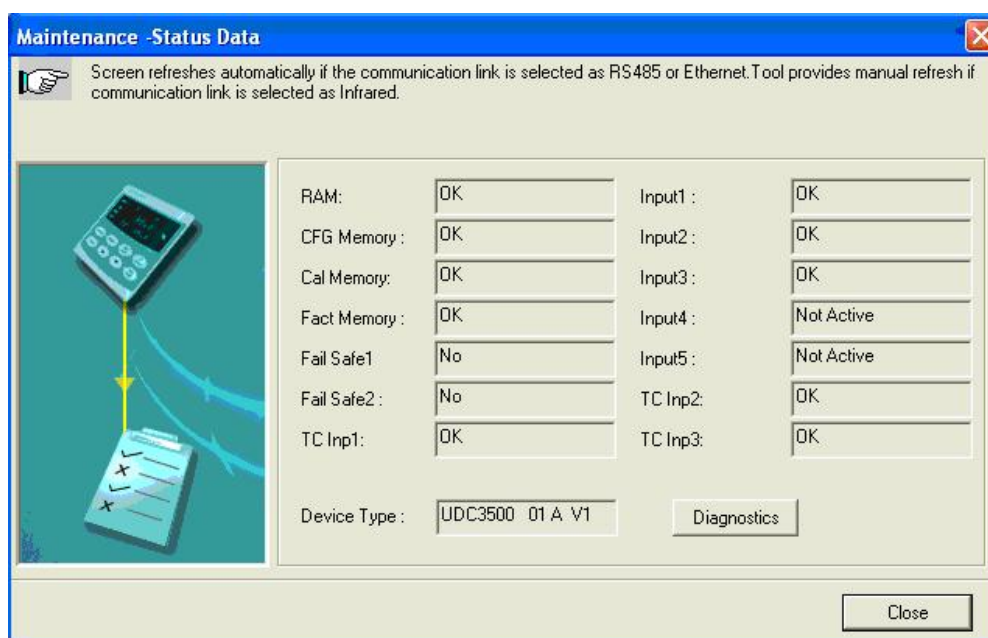 Maintenance -Status Data
Screen refreshes automatically if the communication link is selected as RS485 or Ethernet.Tool provides manual refresh if
communication link is selected as Infrared.
RAM: OK Input1 : OK
CFG Memory : OK Input2 : OK
Cal Memory: OK Input3 : OK
Fact Memory : OK Input4 : Not Active
Fail Safe1 No Input5 : Not Active
Fail Safe2 : No TC Inp2: OK
TC Inp1: OK TC Inp3: OK
Device Type : UDC3500 01 A V1 Diagnostics
Close